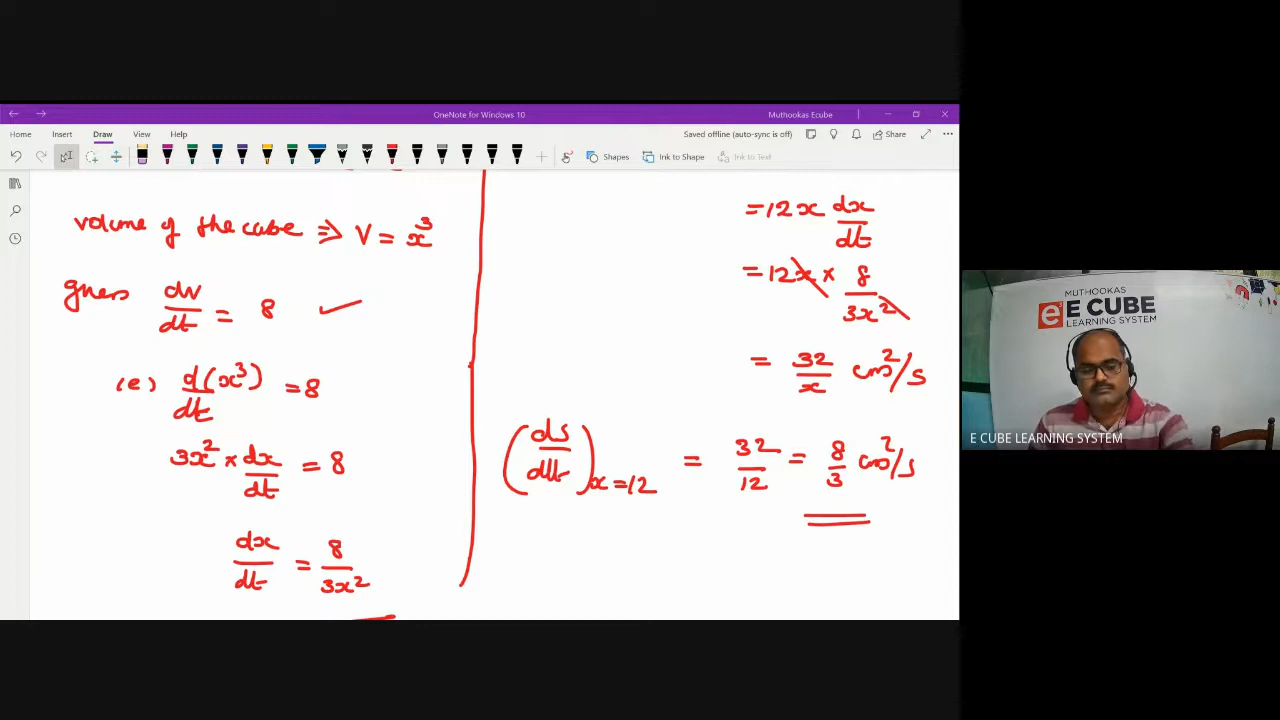 OneNote for Windows 10
Muthookas Ecube
Home Insert Draw View Help
Saved offline (auto-sync is off)
Share
Shapes
Ink to Shape
Ink to Text
volume of the cube ⇒ V = x³
dv/dt = 8 ✓
(e) d(x³)/dt = 8
3x² × dx/dt = 8
dx/dt = 8/3x²
= 12x dx/dt
= 12x × 8/3x²
= 32/x cm²/s
(ds/dt)x=12 = 32/12 = 8/3 cm²/s
MUTHOOKAS
e E CUBE
LEARNING SYSTEM
E CUBE LEARNING SYSTEM